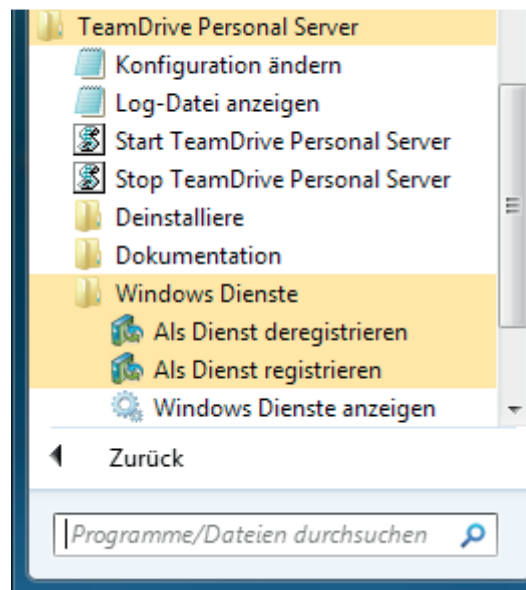 TeamDrive Personal Server
Konfiguration ändern
Log-Datei anzeigen
Start TeamDrive Personal Server
Stop TeamDrive Personal Server
Deinstalliere
Dokumentation
Windows Dienste
Als Dienst deregistrieren
Als Dienst registrieren
Windows Dienste anzeigen
Zurück
Programme/Dateien durchsuchen